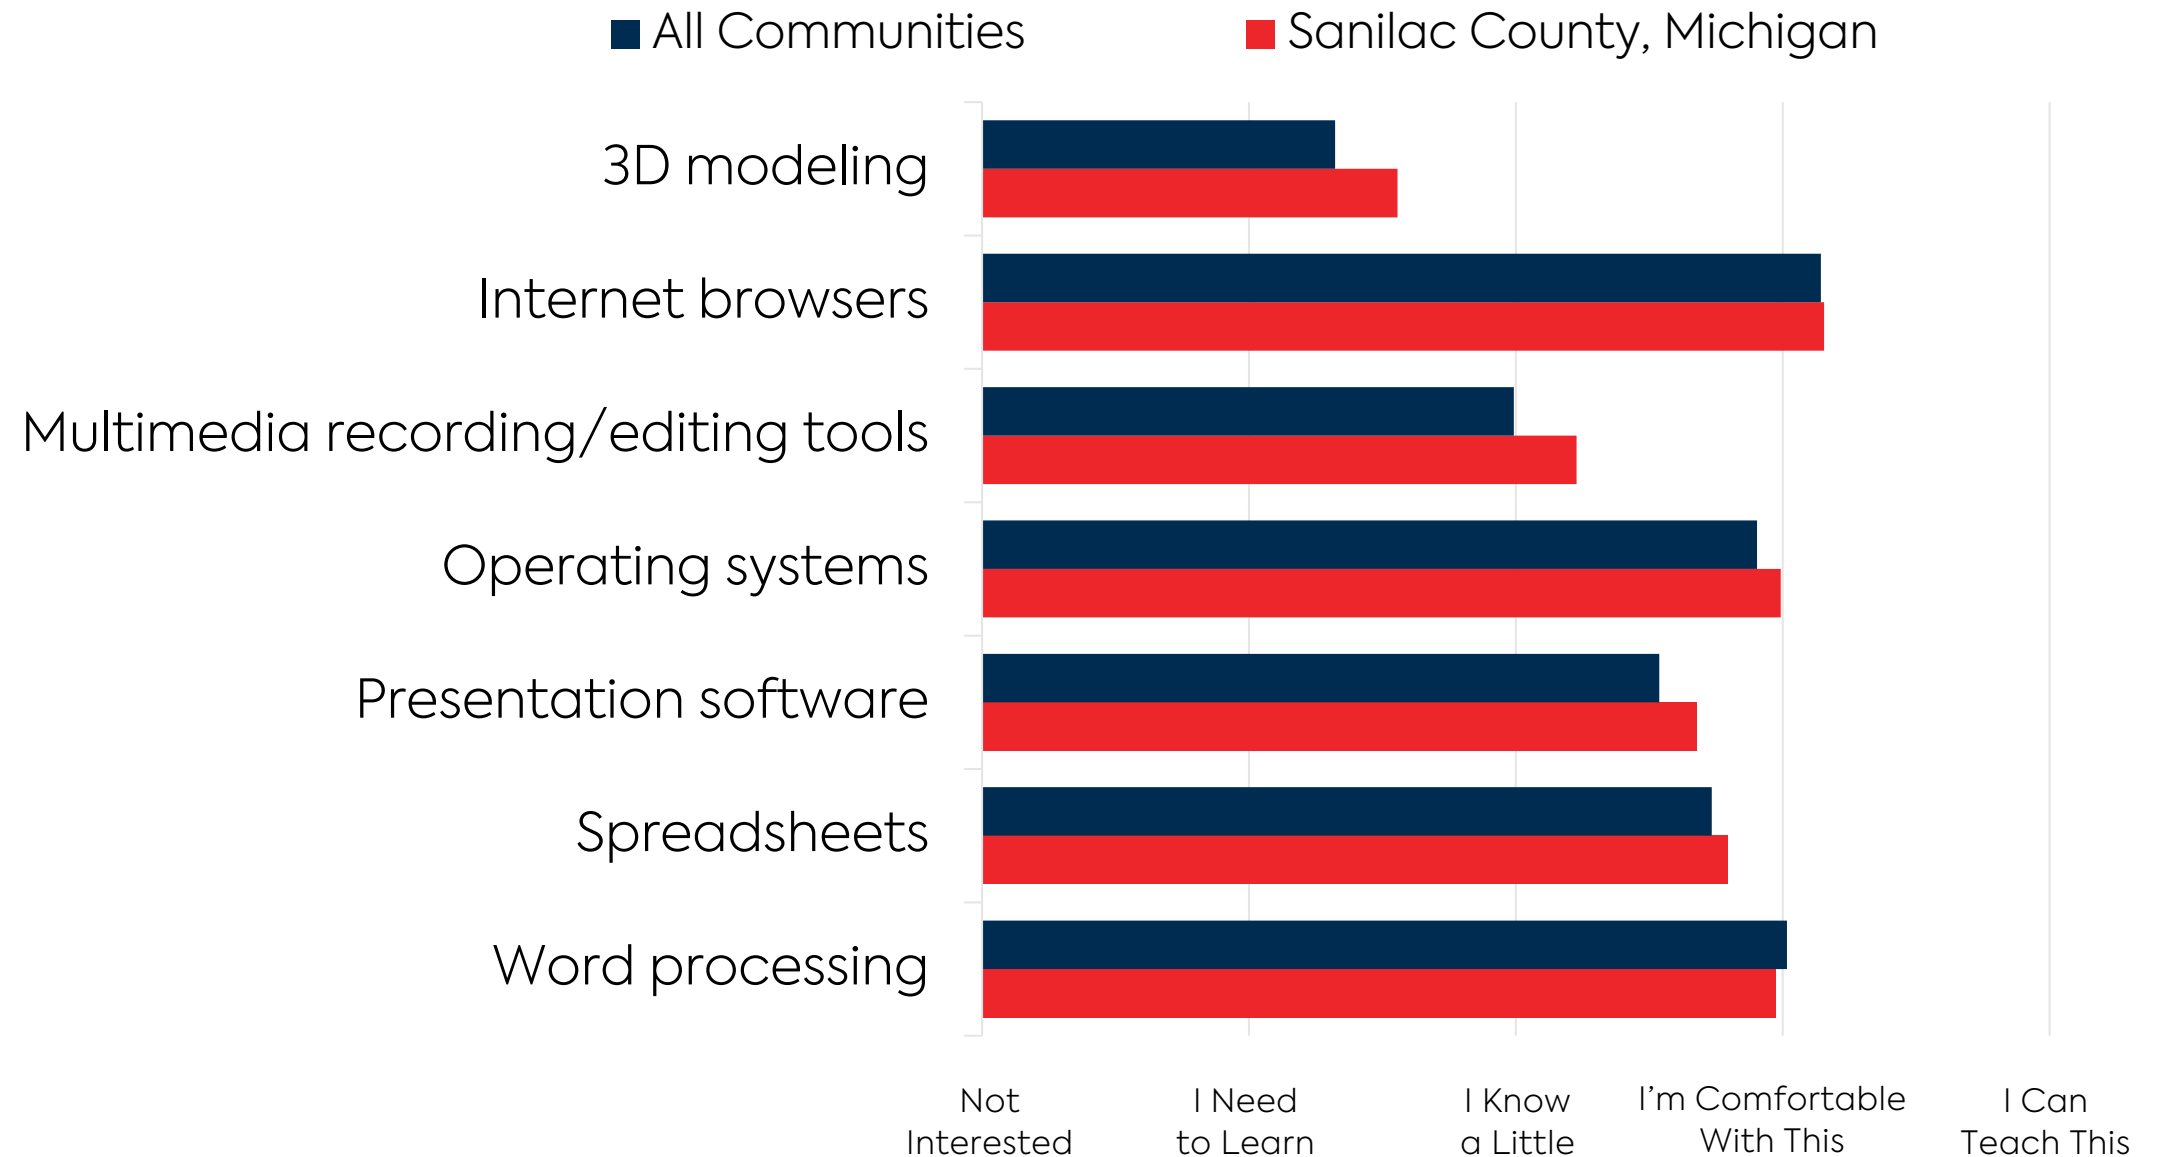 All Communities
Sanilac County, Michigan
3D modeling
Internet browsers
Multimedia recording/editing tools
Operating systems
Presentation software
Spreadsheets
Word processing
Not
Interested
I Need
to Learn
I Know
a Little
I’m Comfortable
With This
I Can
Teach This